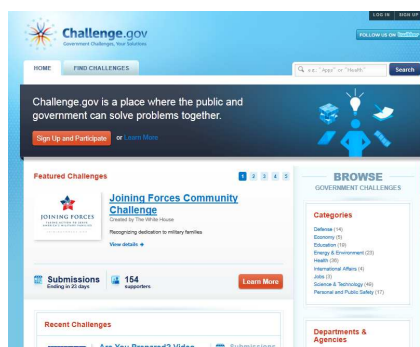 LOG IN | SIGN UP
Challenge.gov
Government Challenges, Your Solutions
FOLLOW US ON twitter
HOME
FIND CHALLENGES
e.g., "Apps" or "Health"
Search
Challenge.gov is a place where the public and
government can solve problems together.
Sign Up and Participate or Learn More
Featured Challenges
1 2 3 4 5
JOINING FORCES
Joining Forces Community
Challenge
Created by The White House
Recognizing dedication to military families
View details →
Submissions
Ending in 23 days
154
supporters
Learn More
Recent Challenges
Are You Prepared? Video
Submissions
BROWSE
GOVERNMENT CHALLENGES
Categories
Defense (14)
Economy (5)
Education (19)
Energy & Environment (23)
Health (36)
International Affairs (4)
Jobs (3)
Science & Technology (48)
Personal and Public Safety (17)
Departments &
Agencies